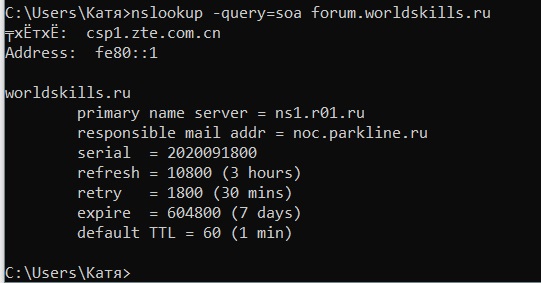 C:\Users\Катя>nslookup -query=soa forum.worldskills.ru
╤хЁтхЁ:  csp1.zte.com.cn
Address:  fe80::1
worldskills.ru
        primary name server = ns1.r01.ru
        responsible mail addr = noc.parkline.ru
        serial  = 2020091800
        refresh = 10800 (3 hours)
        retry   = 1800 (30 mins)
        expire  = 604800 (7 days)
        default TTL = 60 (1 min)
C:\Users\Катя>